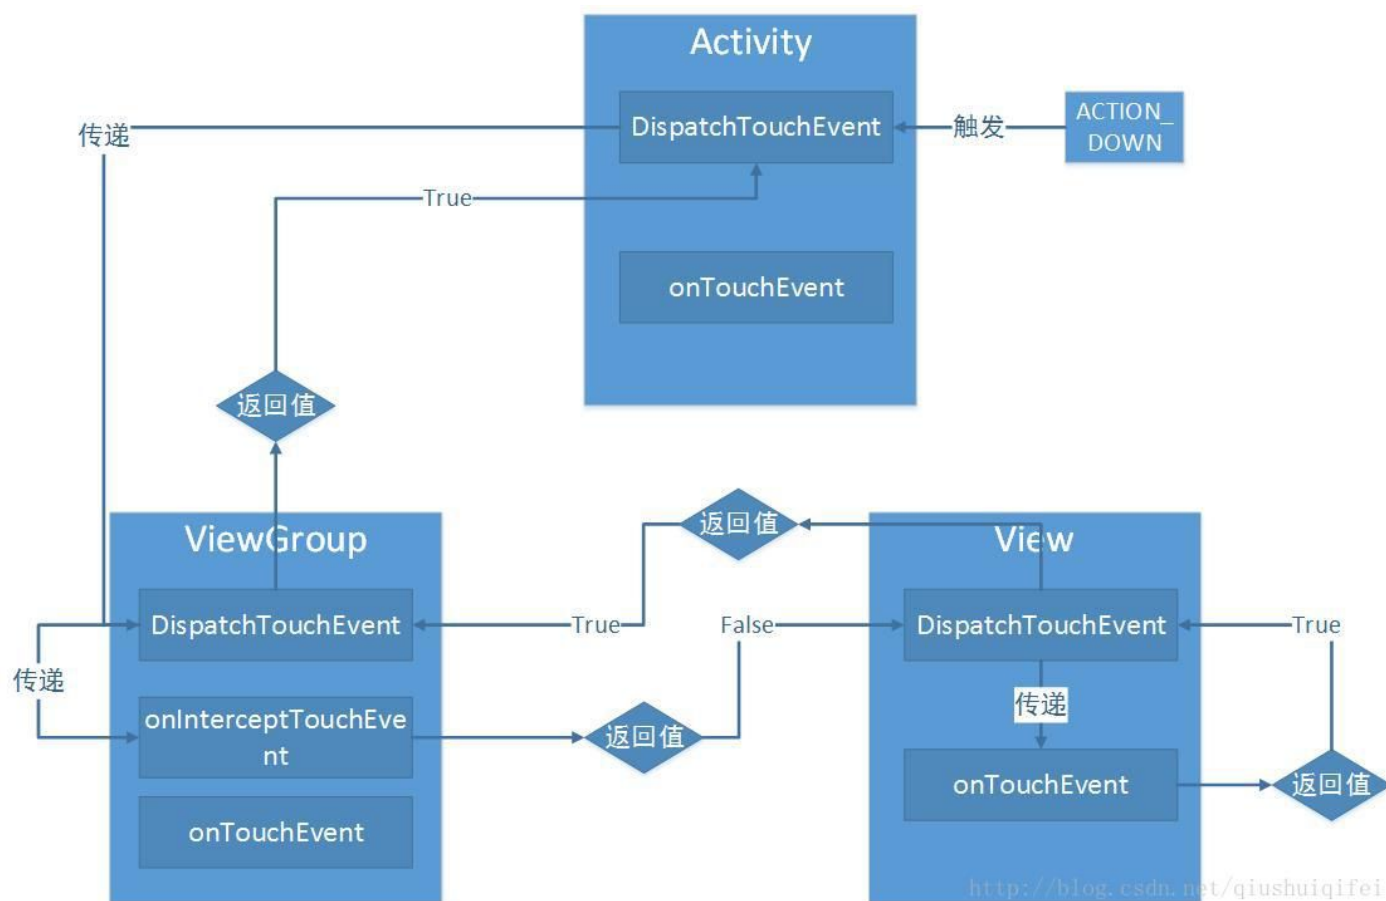 Activity
DispatchTouchEvent
触发
ACTION_
DOWN
传递
True
onTouchEvent
返回值
ViewGroup
返回值
View
DispatchTouchEvent
True
False
DispatchTouchEvent
True
传递
onInterceptTouchEve
nt
返回值
传递
onTouchEvent
返回值
onTouchEvent
http://blog.csdn.net/qiushuiqifei